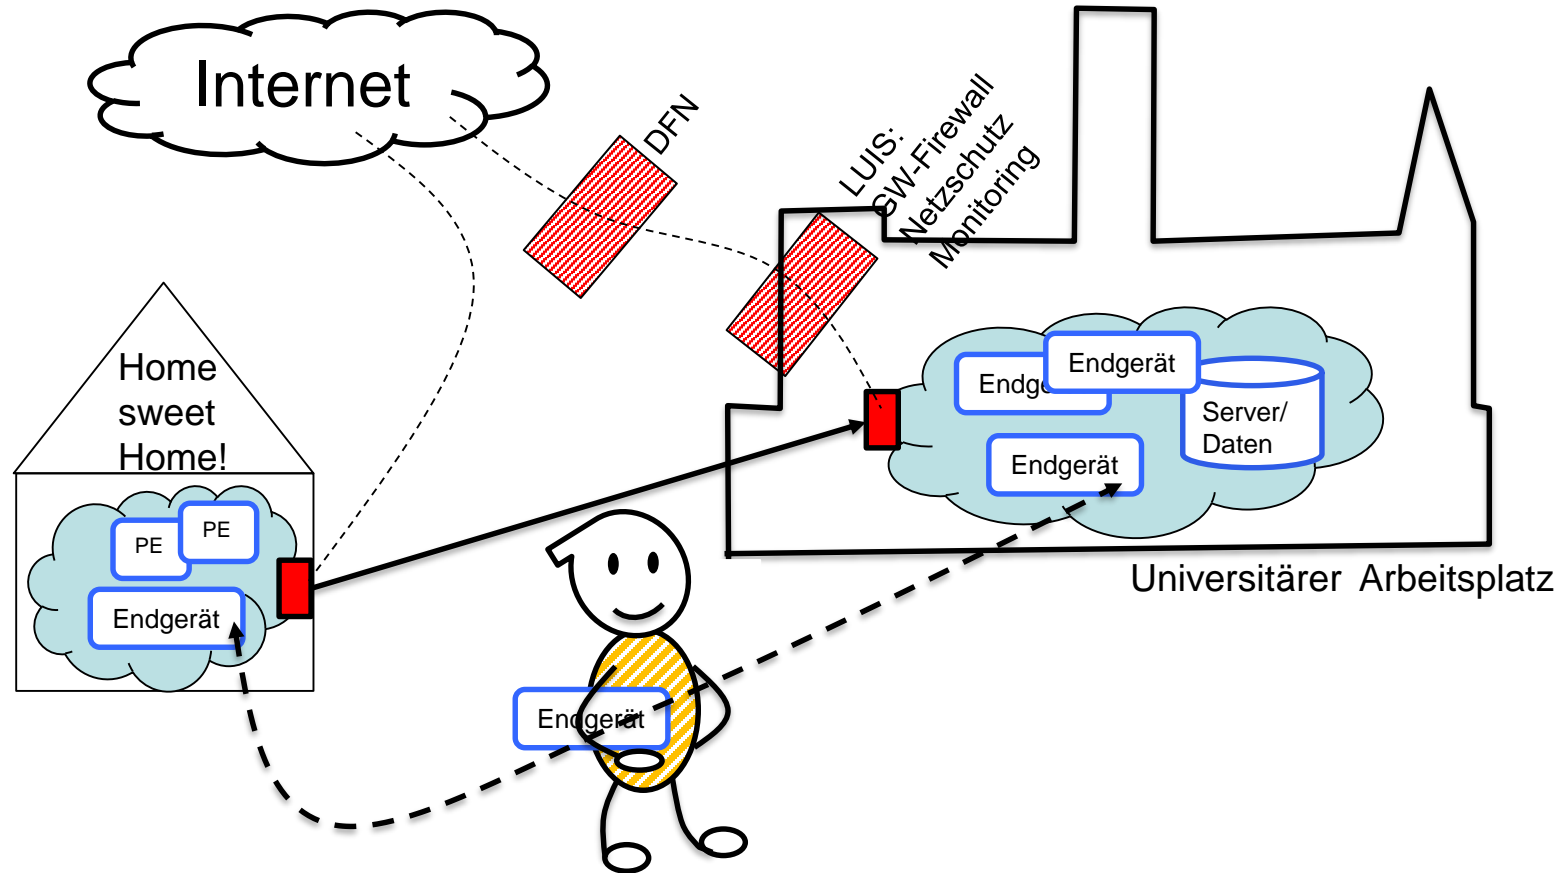 Internet
DFN
LUIS:
GW-Firewall
Netzschutz
Monitoring
Home
sweet
Home!
PE
PE
Endgerät
Endge
Endgerät
Server/
Daten
Endgerät
Universitärer Arbeitsplatz
Endgerät